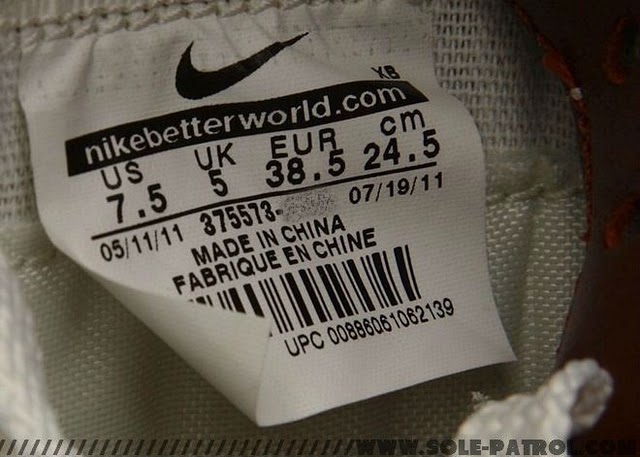 XB
nikebetterworld.com
US UK EUR cm
7.5 5 38.5 24.5
05/11/11 375573- 07/19/11
MADE IN CHINA
FABRIQUE EN CHINE
UPC 00886061062139
WWW.SOLE-PATROL.COM